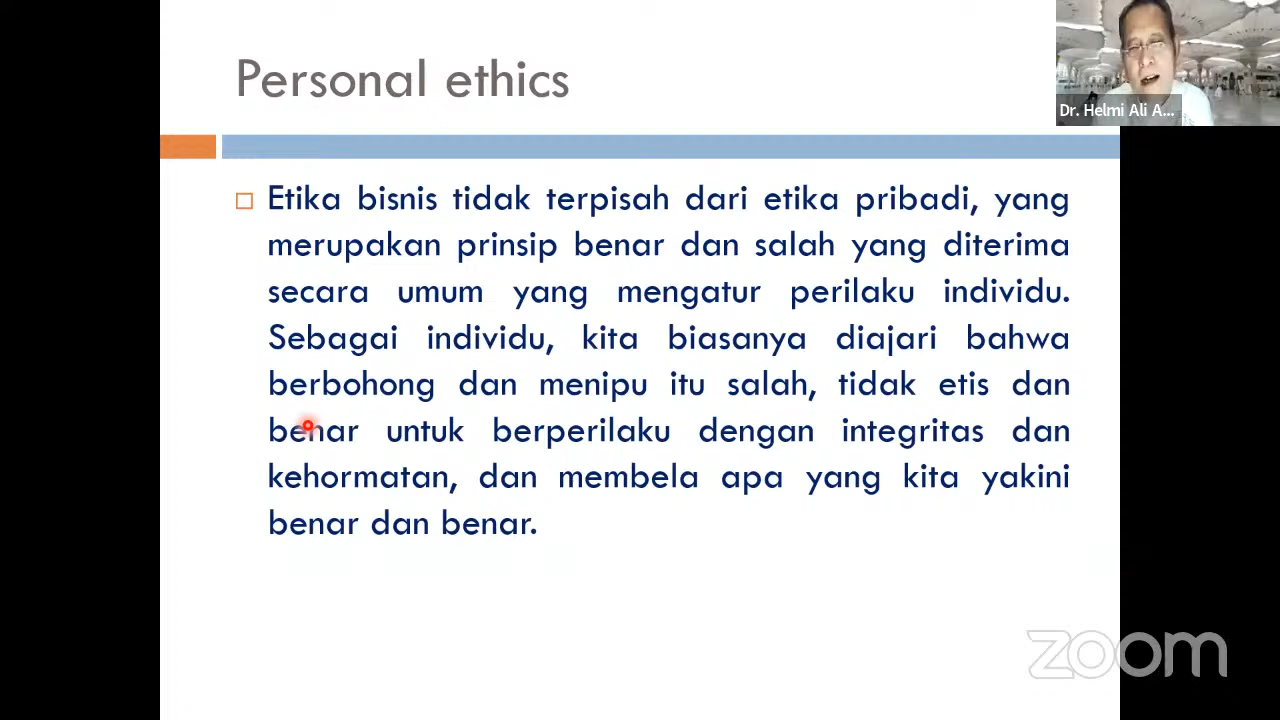 Personal ethics
Dr. Helmi Ali A...
Etika bisnis tidak terpisah dari etika pribadi, yang
merupakan prinsip benar dan salah yang diterima
secara umum yang mengatur perilaku individu.
Sebagai individu, kita biasanya diajari bahwa
berbohong dan menipu itu salah, tidak etis dan
benar untuk berperilaku dengan integritas dan
kehormatan, dan membela apa yang kita yakini
benar dan benar.
zoom